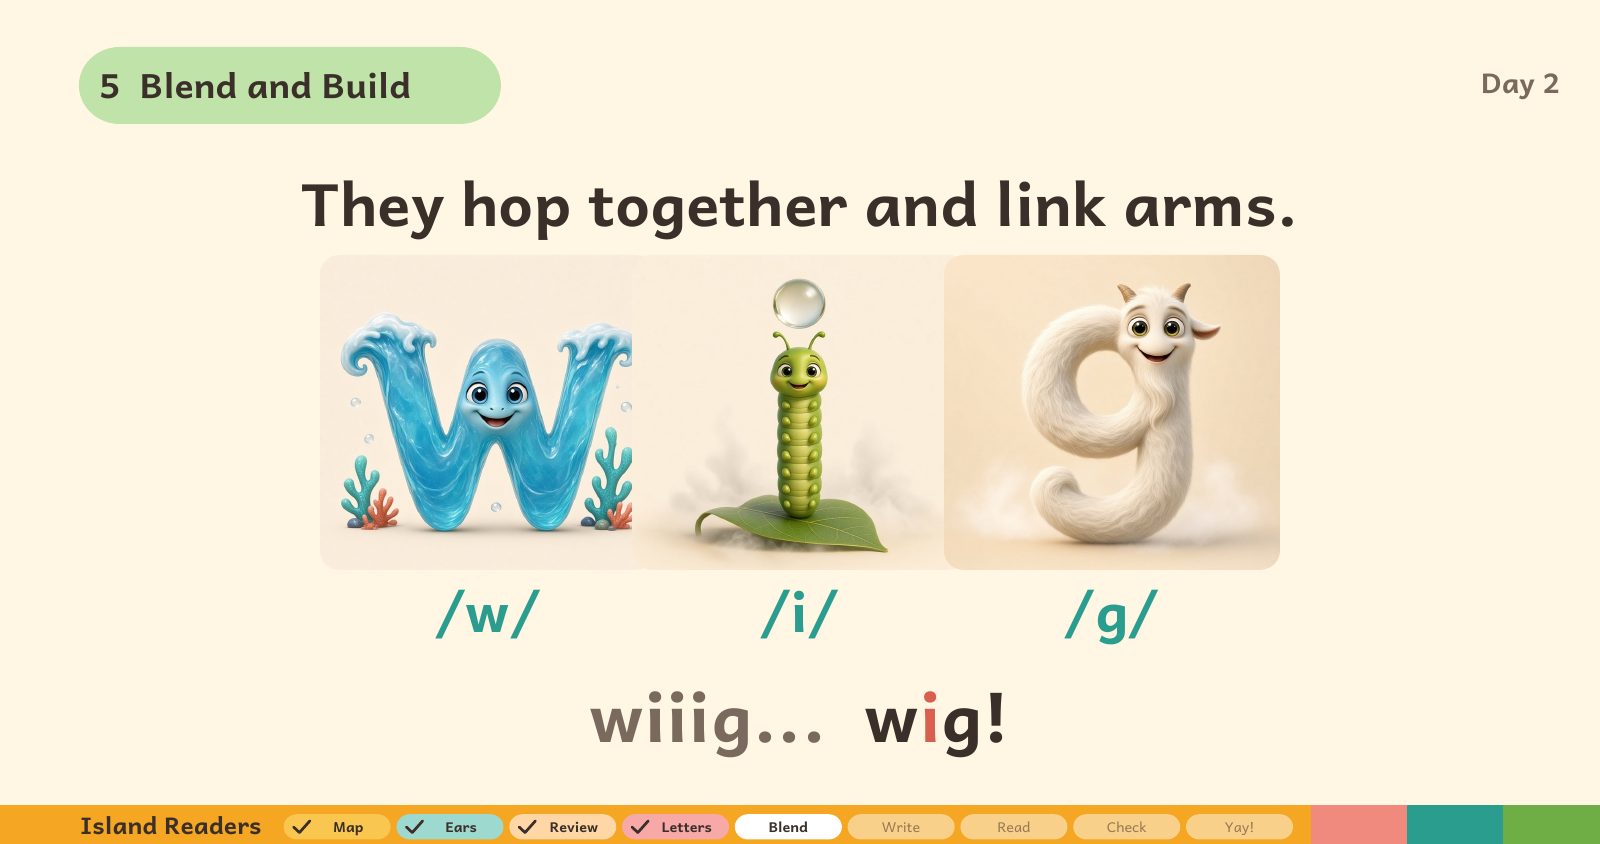 5 Blend and Build
Day 2
They hop together and link arms.
/w/ /i/ /g/
wiiig... wig!
Island Readers Map Ears Review Letters Blend Write Read Check Yay!